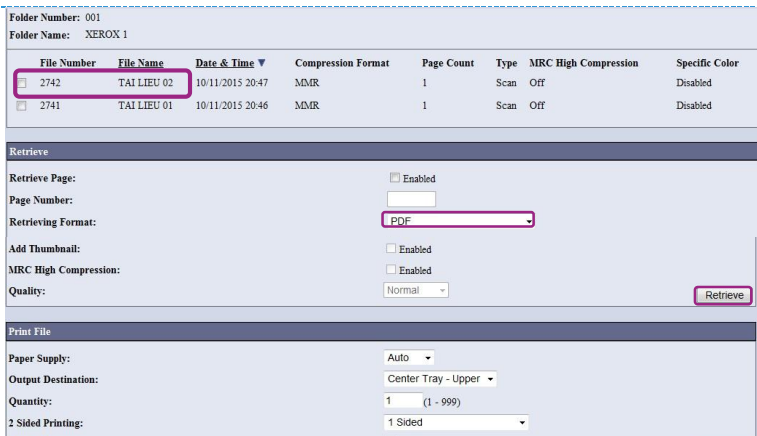 Folder Number: 001
Folder Name: XEROX 1
File Number File Name Date & Time ▼ Compression Format Page Count Type MRC High Compression Specific Color
2742 TAI LIEU 02 10/11/2015 20:47 MMR 1 Scan Off Disabled
2741 TAI LIEU 01 10/11/2015 20:46 MMR 1 Scan Off Disabled
Retrieve
Retrieve Page: Enabled
Page Number:
Retrieving Format: PDF
Add Thumbnail: Enabled
MRC High Compression: Enabled
Quality: Normal Retrieve
Print File
Paper Supply: Auto
Output Destination: Center Tray - Upper
Quantity: 1 (1 - 999)
2 Sided Printing: 1 Sided